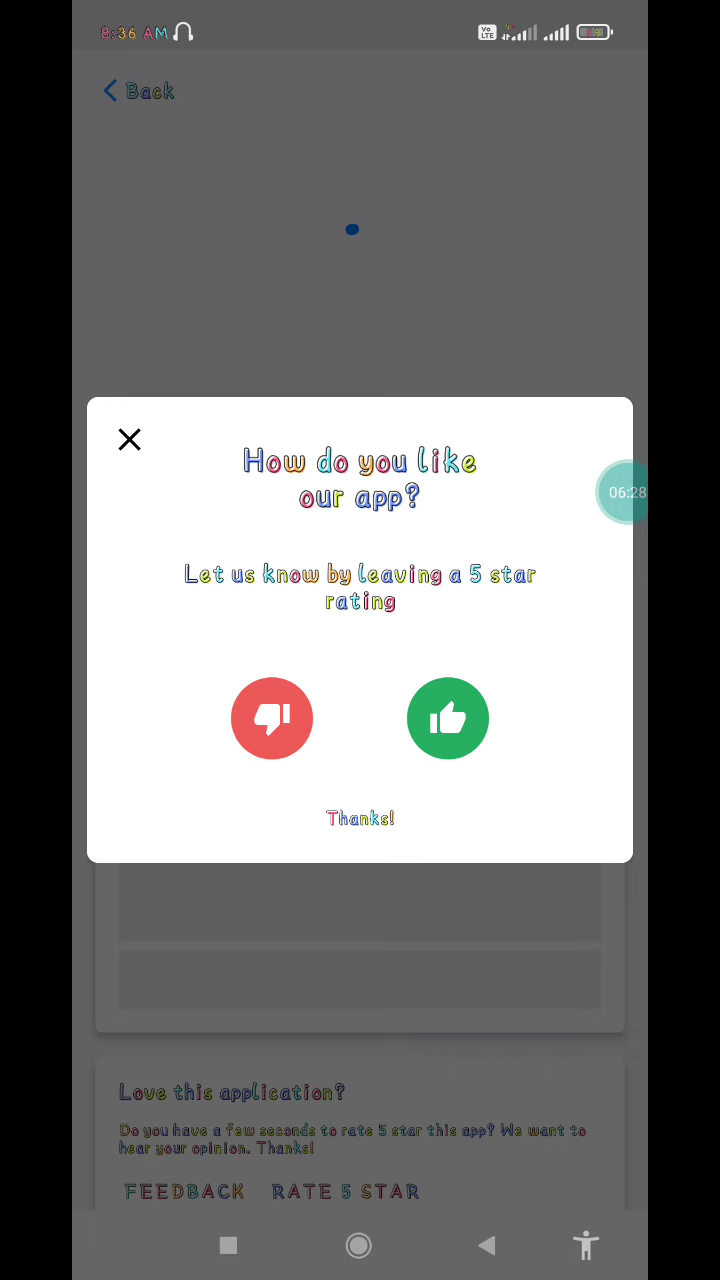 8:36 AM
Vo LTE
Back
How do you like
our app?
06:28
Let us know by leaving a 5 star
rating
Thanks!
Love this application?
Do you have a few seconds to rate 5 star this app? We want to
hear your opinion. Thanks!
FEEDBACK RATE 5 STAR